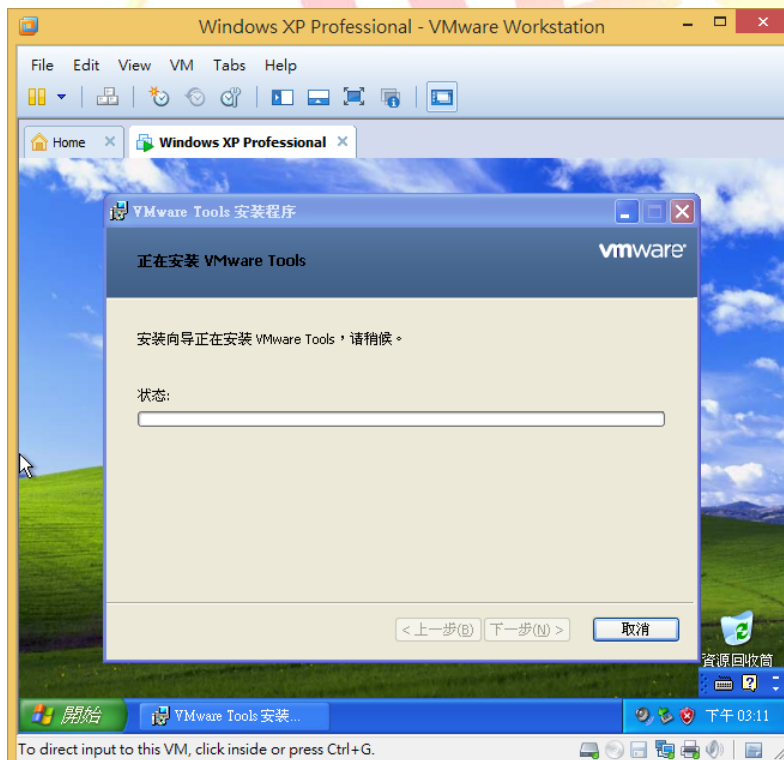 Windows XP Professional - VMware Workstation
File Edit View VM Tabs Help
Home
Windows XP Professional
VMware Tools 安裝程序
正在安裝 VMware Tools
vmware
安装向导正在安装 VMware Tools，请稍候。
状态:
<上一步(B) 下一步(N) > 取消
資源回收筒
開始 VMware Tools 安裝... 下午 03:11
To direct input to this VM, click inside or press Ctrl+G.